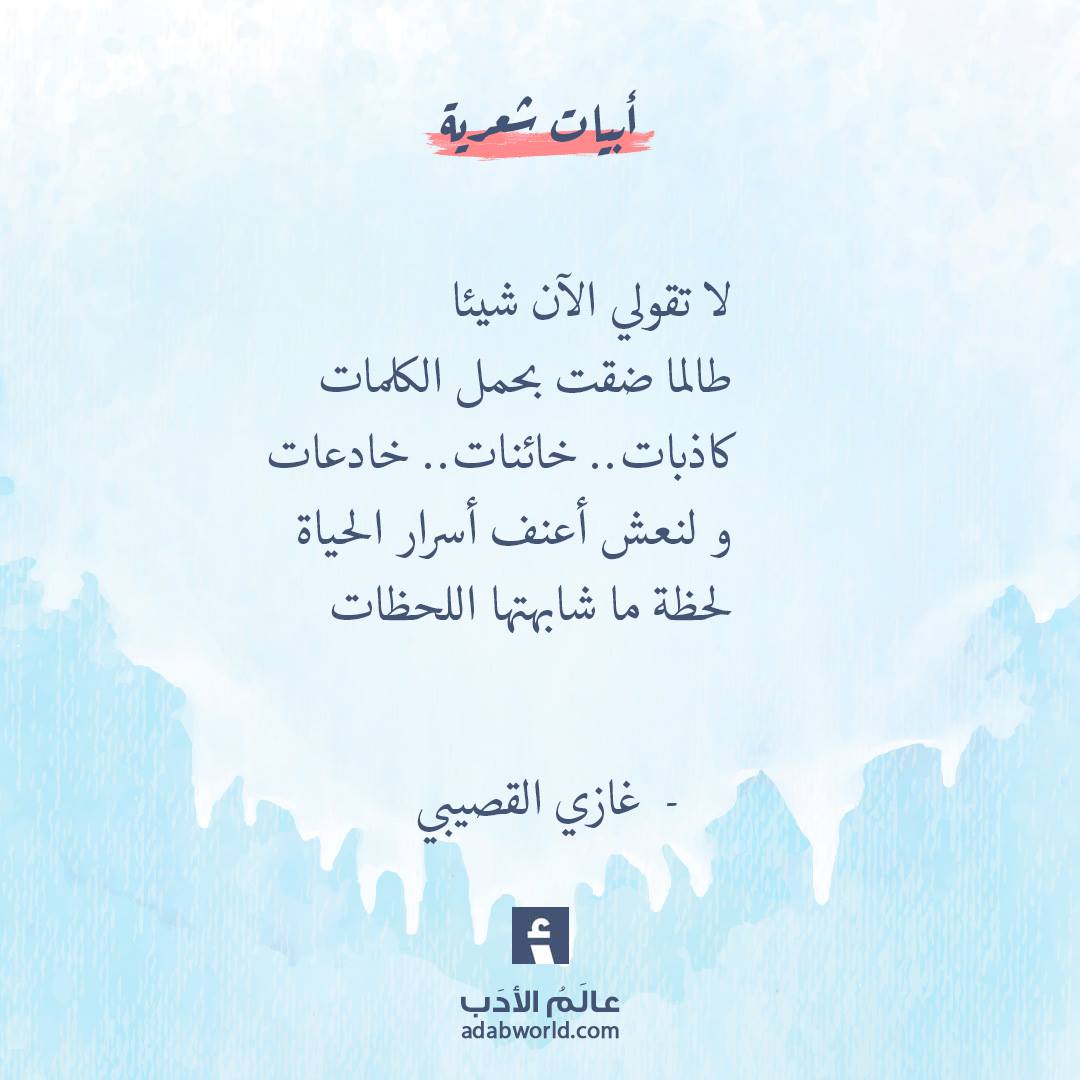 أبيات شعرية
لا تقولي الآن شيئا
طالما ضقت بحمل الكلمات
كاذبات.. خائنات.. خادعات
و لنعش أعنف أسرار الحياة
لحظة ما شابهتها اللحظات
- غازي القصيبي
أ
عالَمُ الأدَب
adabworld.com